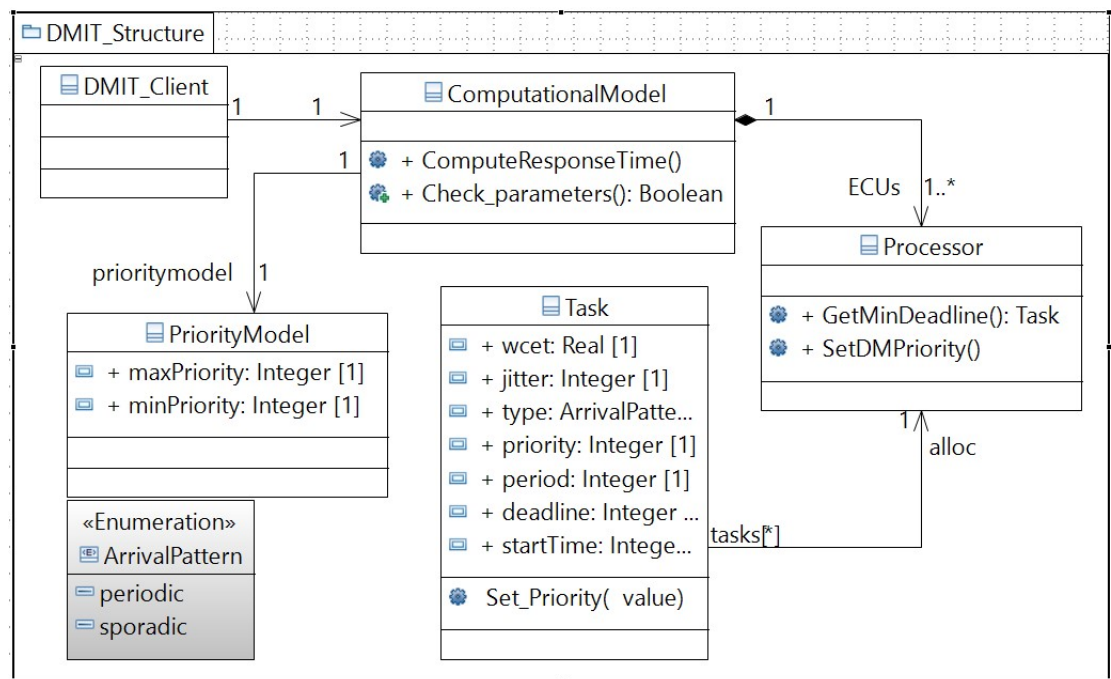 DMIT_Structure
DMIT_Client
1
1
ComputationalModel
+ ComputeResponseTime()
+ Check_parameters(): Boolean
1
ECUs
1..*
Processor
+ GetMinDeadline(): Task
+ SetDMPriority()
1
prioritymodel
1
PriorityModel
+ maxPriority: Integer [1]
+ minPriority: Integer [1]
«Enumeration»
ArrivalPattern
periodic
sporadic
Task
+ wcet: Real [1]
+ jitter: Integer [1]
+ type: ArrivalPatte...
+ priority: Integer [1]
+ period: Integer [1]
+ deadline: Integer ...
+ startTime: Intege...
Set_Priority( value)
tasks[*]
1
alloc